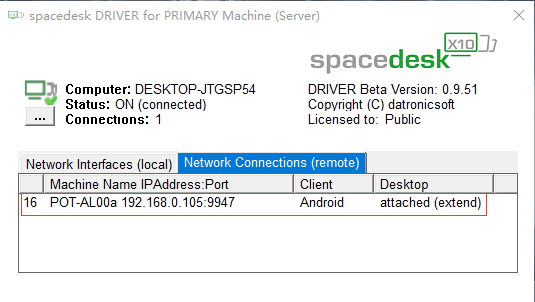 spacedesk DRIVER for PRIMARY Machine (Server)
spacedesk X10
Computer: DESKTOP-JTGSP54
Status: ON (connected)
Connections: 1
...
DRIVER Beta Version: 0.9.51
Copyright (C) datronicsoft
Licensed to: Public
Network Interfaces (local) Network Connections (remote)
Machine Name IPAddress:Port Client Desktop
16 POT-AL00a 192.168.0.105:9947 Android attached (extend)